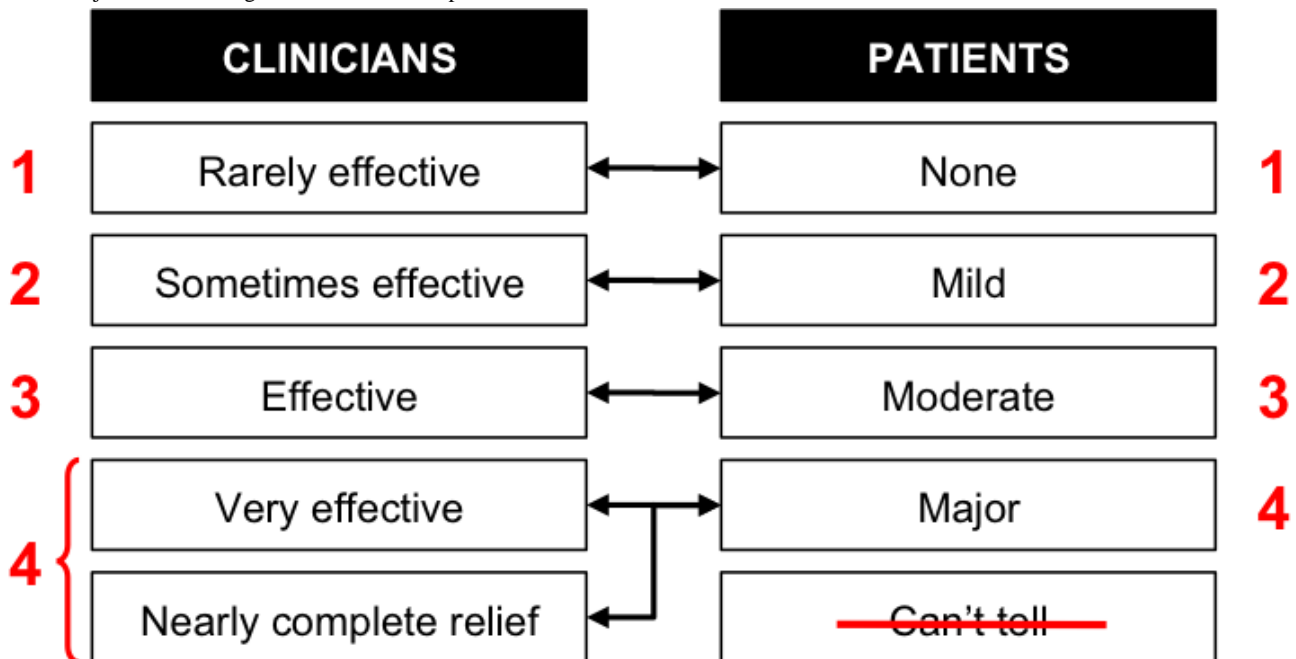 CLINICIANS PATIENTS
1 Rarely effective None 1
2 Sometimes effective Mild 2
3 Effective Moderate 3
Very effective Major 4
4
Nearly complete relief Can't tell